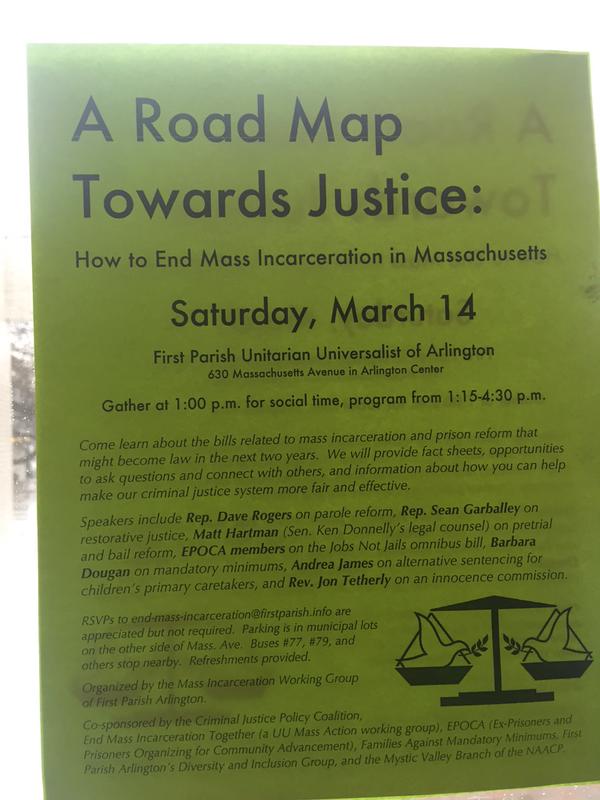 A Road Map
Towards Justice:
How to End Mass Incarceration in Massachusetts
Saturday, March 14
First Parish Unitarian Universalist of Arlington
630 Massachusetts Avenue in Arlington Center
Gather at 1:00 p.m. for social time, program from 1:15-4:30 p.m.
Come learn about the bills related to mass incarceration and prison reform that
might become law in the next two years. We will provide fact sheets, opportunities
to ask questions and connect with others, and information about how you can help
make our criminal justice system more fair and effective.
Speakers include Rep. Dave Rogers on parole reform, Rep. Sean Garballey on
restorative justice, Matt Hartman (Sen. Ken Donnelly's legal counsel) on pretrial
and bail reform, EPOCA members on the Jobs Not Jails omnibus bill, Barbara
Dougan on mandatory minimums, Andrea James on alternative sentencing for
children's primary caretakers, and Rev. Jon Tetherly on an innocence commission.
RSVPs to end-mass-incarceration@firstparish.info are
appreciated but not required. Parking is in municipal lots
on the other side of Mass. Ave. Buses #77, #79, and
others stop nearby. Refreshments provided.
Organized by the Mass Incarceration Working Group
of First Parish Arlington.
Co-sponsored by the Criminal Justice Policy Coalition,
End Mass Incarceration Together (a UU Mass Action working group), EPOCA (Ex-Prisoners and
Prisoners Organizing for Community Advancement), Families Against Mandatory Minimums, First
Parish Arlington's Diversity and Inclusion Group, and the Mystic Valley Branch of the NAACP.